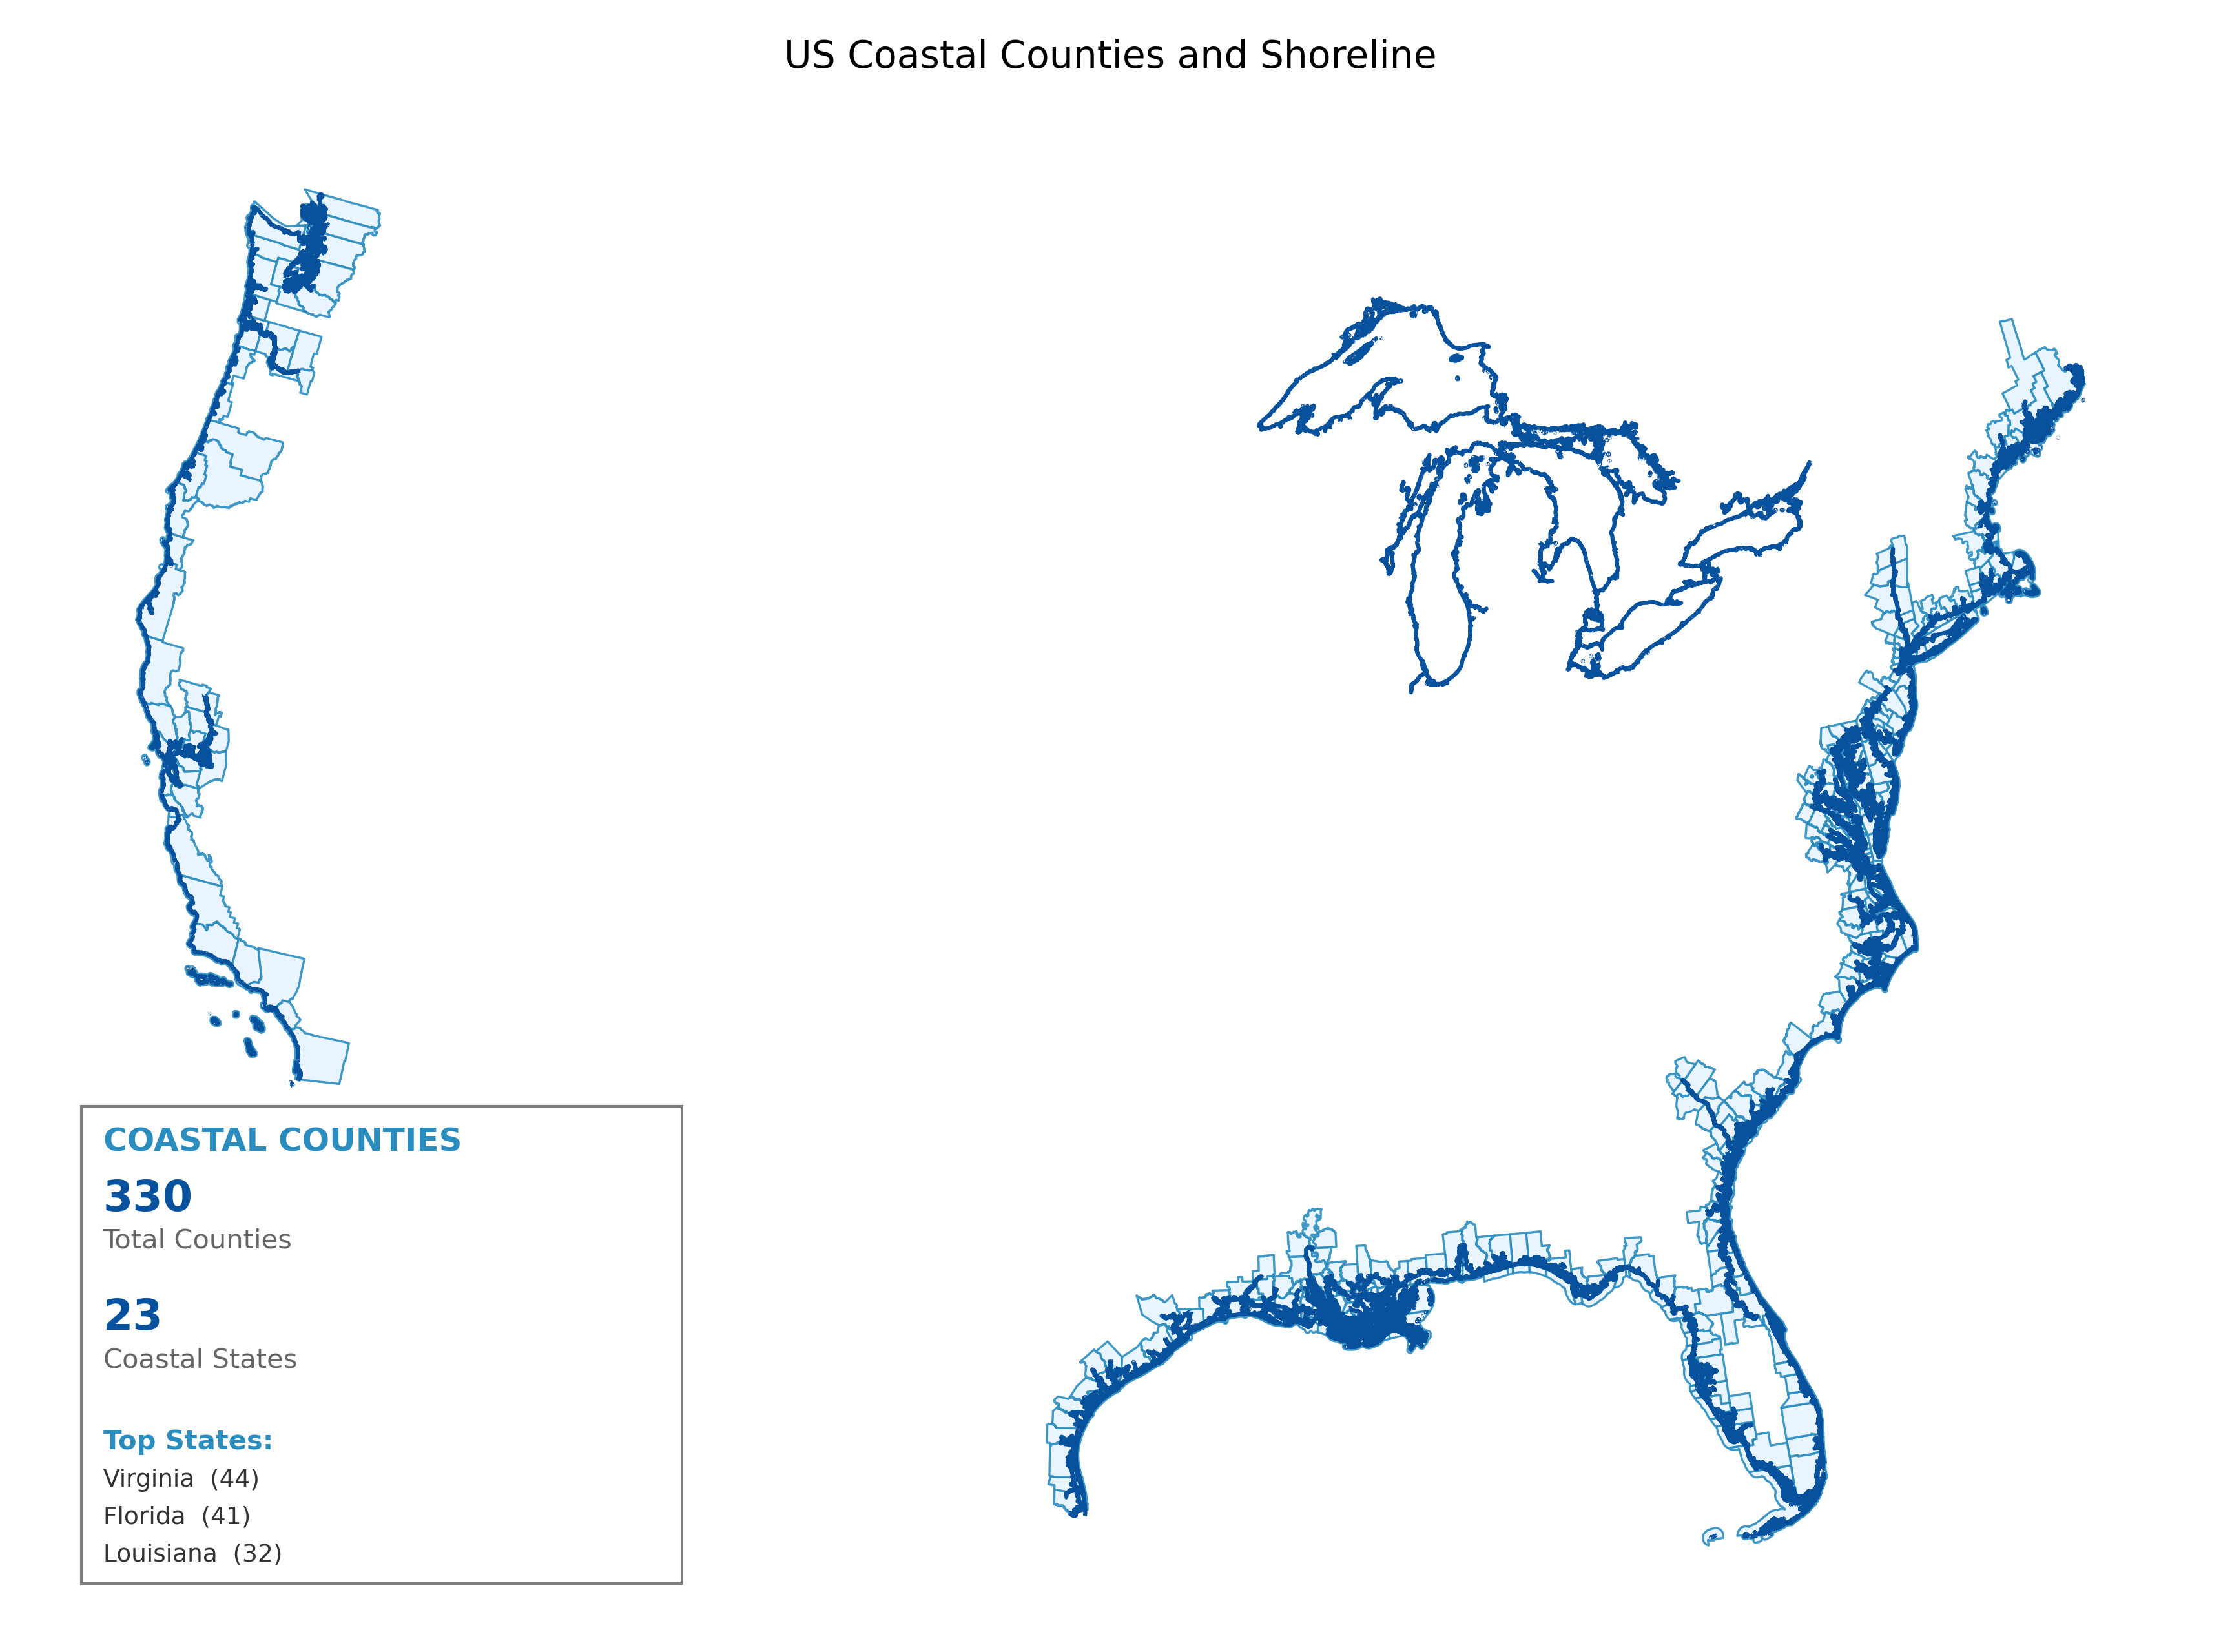 US Coastal Counties and Shoreline
COASTAL COUNTIES
330
Total Counties
23
Coastal States
Top States:
Virginia (44)
Florida (41)
Louisiana (32)